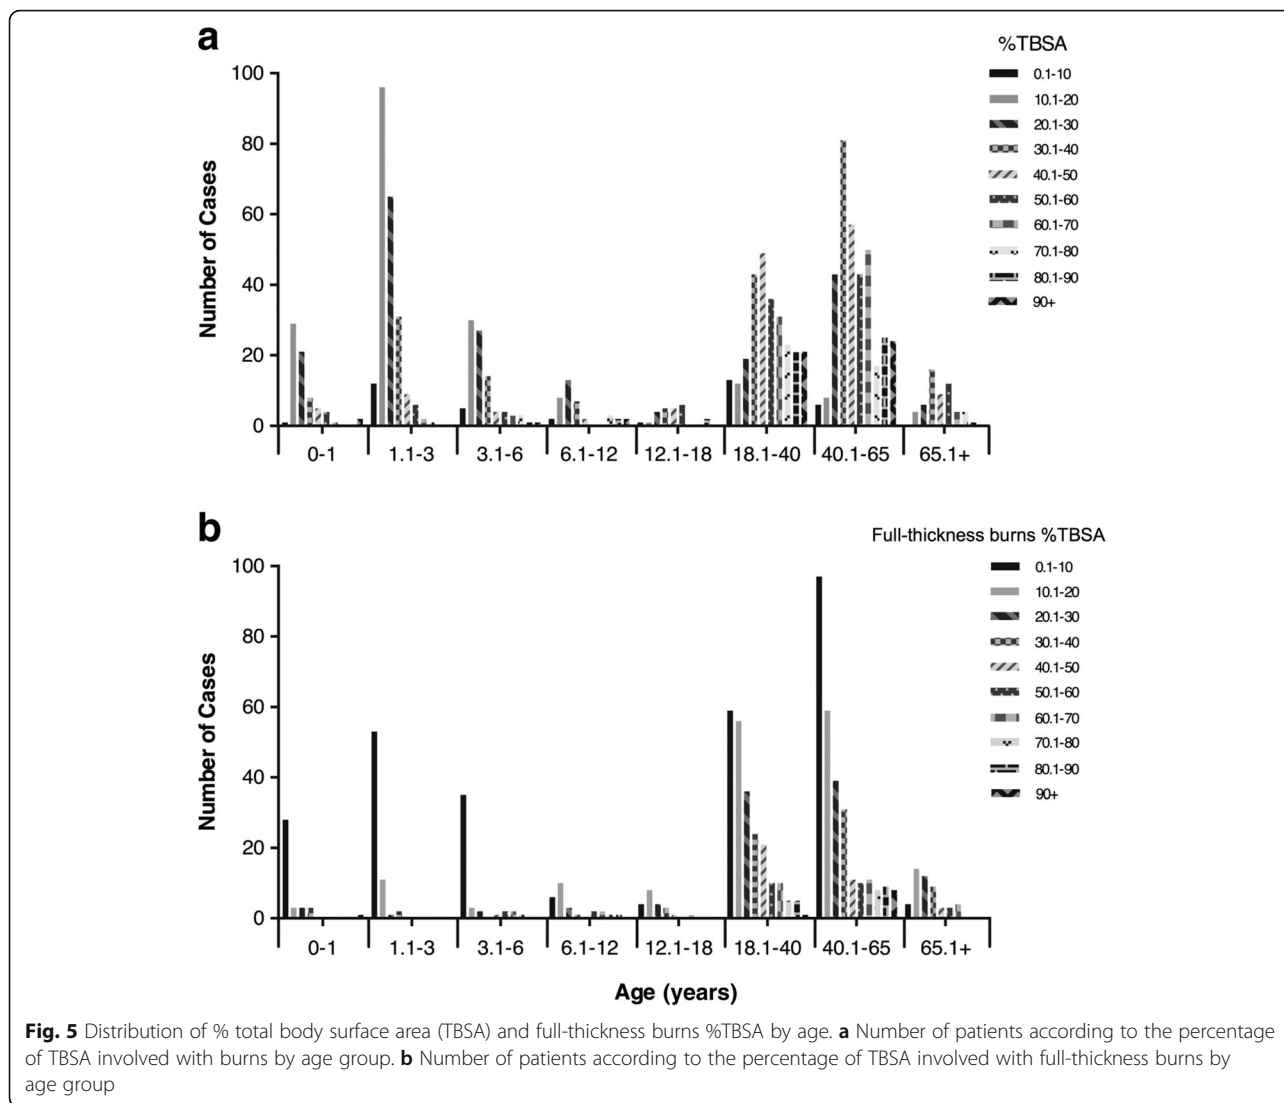 a
%TBSA
0.1-10
10.1-20
20.1-30
30.1-40
40.1-50
50.1-60
60.1-70
70.1-80
80.1-90
90+
Number of Cases
100
80
60
40
20
0
0-1 1.1-3 3.1-6 6.1-12 12.1-18 18.1-40 40.1-65 65.1+
b
Full-thickness burns %TBSA
0.1-10
10.1-20
20.1-30
30.1-40
40.1-50
50.1-60
60.1-70
70.1-80
80.1-90
90+
Number of Cases
100
80
60
40
20
0
0-1 1.1-3 3.1-6 6.1-12 12.1-18 18.1-40 40.1-65 65.1+
Age (years)
Fig. 5 Distribution of % total body surface area (TBSA) and full-thickness burns %TBSA by age. a Number of patients according to the percentage
of TBSA involved with burns by age group. b Number of patients according to the percentage of TBSA involved with full-thickness burns by
age group